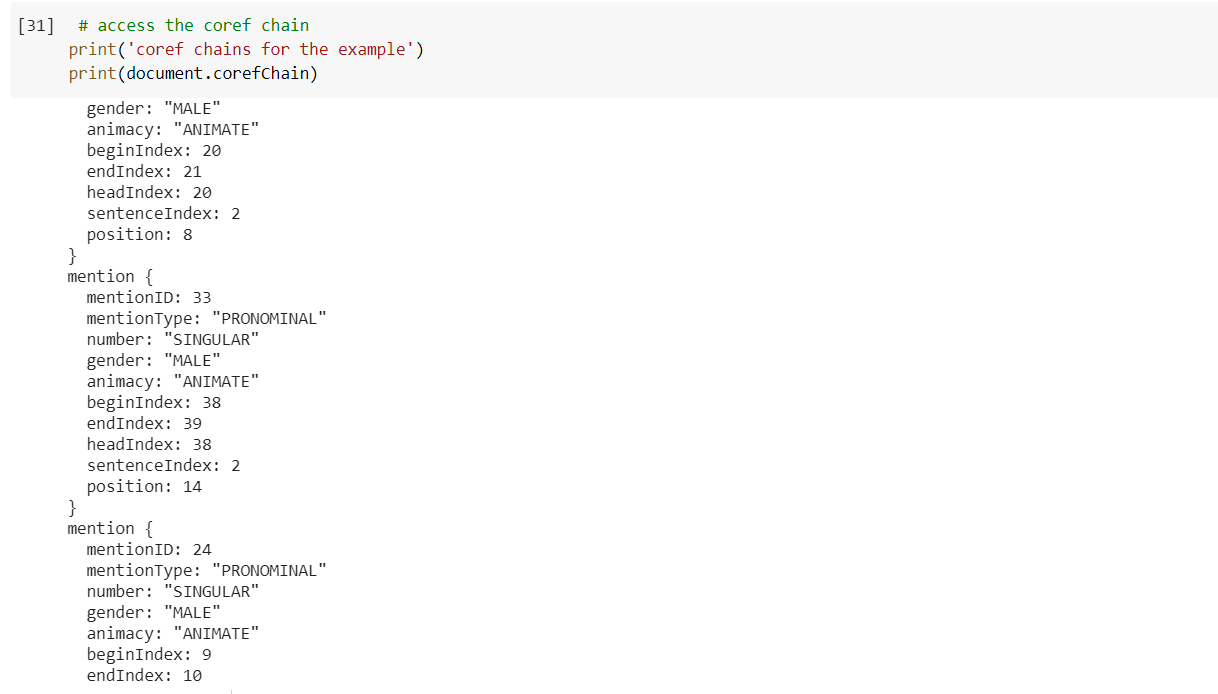 [31] # access the coref chain
print('coref chains for the example')
print(document.corefChain)
gender: "MALE"
animacy: "ANIMATE"
beginIndex: 20
endIndex: 21
headIndex: 20
sentenceIndex: 2
position: 8
}
mention {
mentionID: 33
mentionType: "PRONOMINAL"
number: "SINGULAR"
gender: "MALE"
animacy: "ANIMATE"
beginIndex: 38
endIndex: 39
headIndex: 38
sentenceIndex: 2
position: 14
}
mention {
mentionID: 24
mentionType: "PRONOMINAL"
number: "SINGULAR"
gender: "MALE"
animacy: "ANIMATE"
beginIndex: 9
endIndex: 10